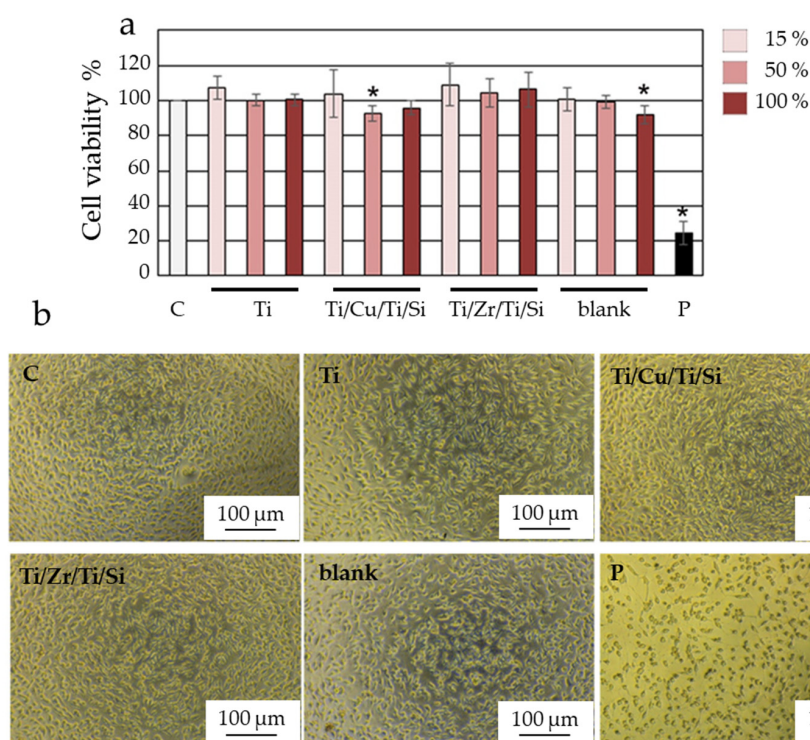 a
Cell viability %
120
100
80
60
40
20
0
*
*
*
15 %
50 %
100 %
C Ti Ti/Cu/Ti/Si Ti/Zr/Ti/Si blank P
b
C
100 µm
Ti
100 µm
Ti/Cu/Ti/Si
Ti/Zr/Ti/Si
100 µm
blank
100 µm
P